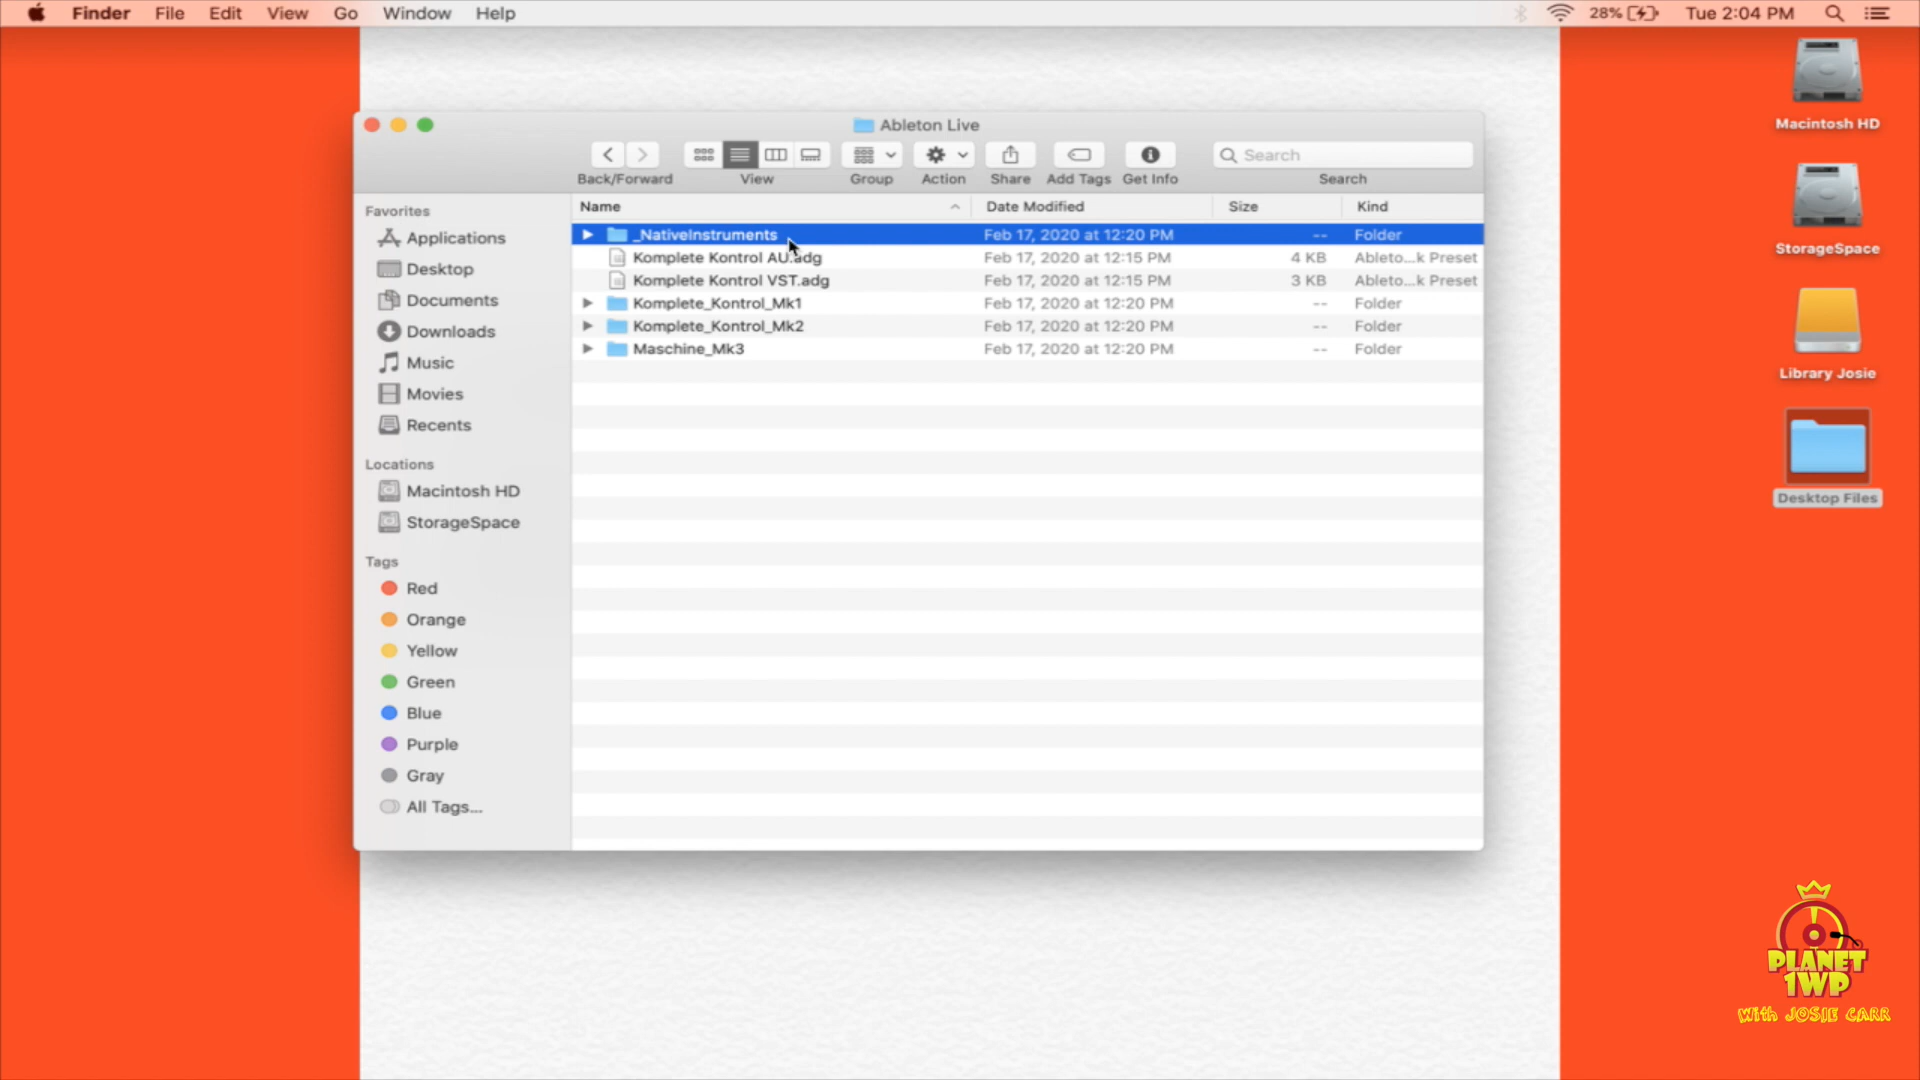 Finder File Edit View Go Window Help 28% Tue 2:04 PM
Macintosh HD
StorageSpace
Library Josie
Desktop Files
Ableton Live
Search
Back/Forward View Group Action Share Add Tags Get Info Search
Favorites
Applications
Desktop
Documents
Downloads
Music
Movies
Recents
Locations
Macintosh HD
StorageSpace
Tags
Red
Orange
Yellow
Green
Blue
Purple
Gray
All Tags...
Name Date Modified Size Kind
_NativeInstruments Feb 17, 2020 at 12:20 PM -- Folder
Komplete Kontrol AU.adg Feb 17, 2020 at 12:15 PM 4 KB Ableto...k Preset
Komplete Kontrol VST.adg Feb 17, 2020 at 12:15 PM 3 KB Ableto...k Preset
Komplete_Kontrol_Mk1 Feb 17, 2020 at 12:20 PM -- Folder
Komplete_Kontrol_Mk2 Feb 17, 2020 at 12:20 PM -- Folder
Maschine_Mk3 Feb 17, 2020 at 12:20 PM -- Folder
PLANET
1WP
With JOSIE CARR